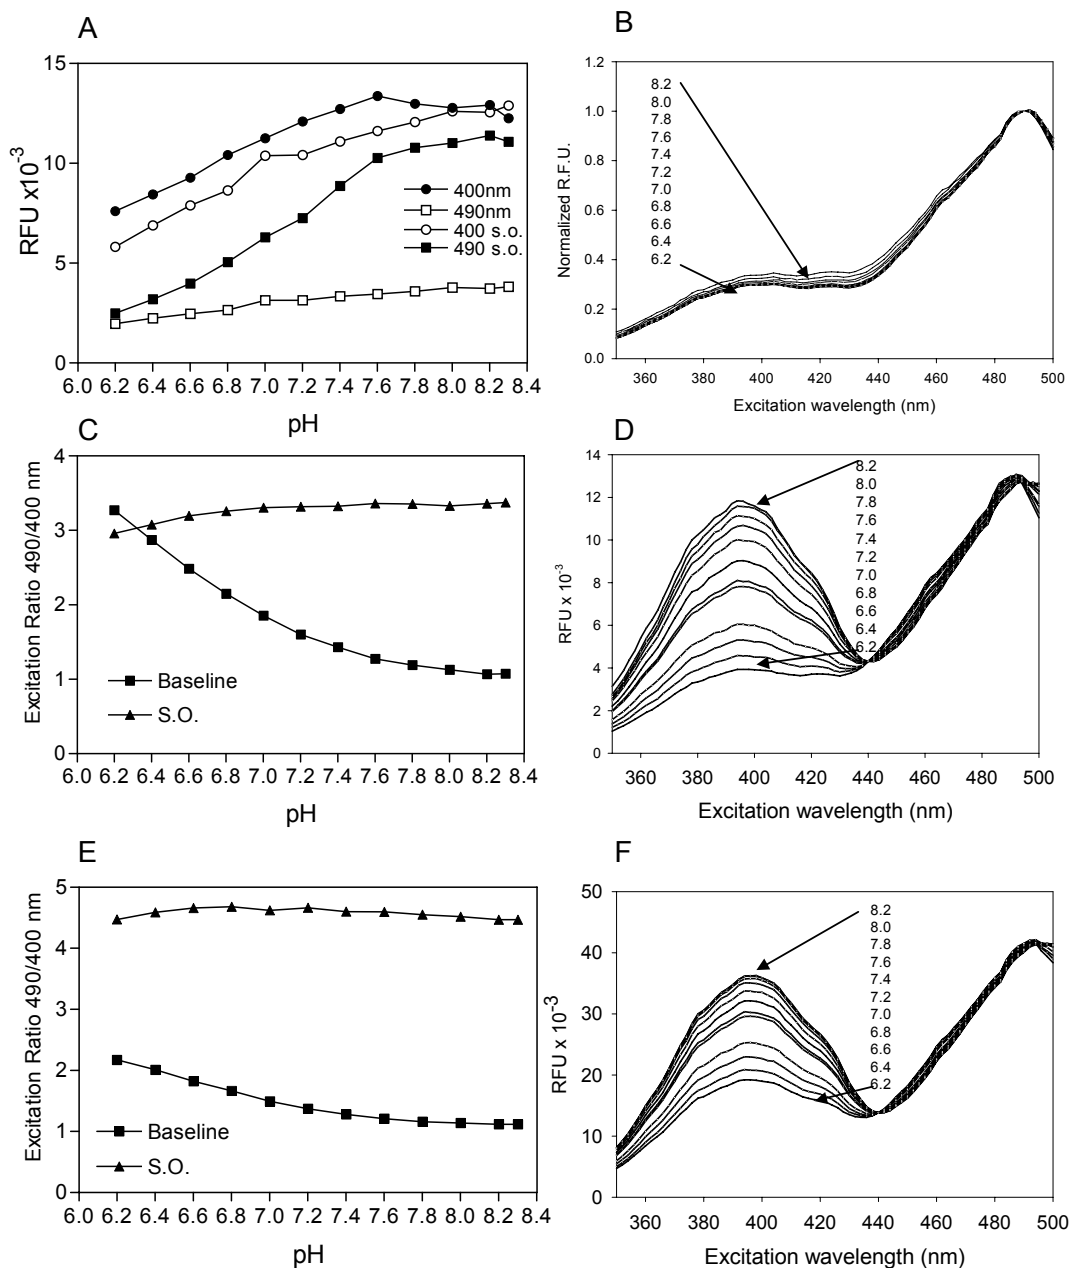 A
15
10
5
0
RFU x10⁻³
400nm
490nm
400 s.o.
490 s.o.
6.0 6.2 6.4 6.6 6.8 7.0 7.2 7.4 7.6 7.8 8.0 8.2 8.4
pH
B
1.2
1.0
0.8
0.6
0.4
0.2
0.0
Normalized R.F.U.
8.2
8.0
7.8
7.6
7.4
7.2
7.0
6.8
6.6
6.4
6.2
360 380 400 420 440 460 480 500
Excitation wavelength (nm)
C
4
3
2
1
0
Excitation Ratio 490/400 nm
Baseline
S.O.
6.0 6.2 6.4 6.6 6.8 7.0 7.2 7.4 7.6 7.8 8.0 8.2 8.4
pH
D
14
12
10
8
6
4
2
0
RFU x 10⁻³
8.2
8.0
7.8
7.6
7.4
7.2
7.0
6.8
6.6
6.4
6.2
360 380 400 420 440 460 480 500
Excitation wavelength (nm)
E
5
4
3
2
1
0
Excitation Ratio 490/400 nm
Baseline
S.O.
6.0 6.2 6.4 6.6 6.8 7.0 7.2 7.4 7.6 7.8 8.0 8.2 8.4
pH
F
50
40
30
20
10
0
RFU x 10⁻³
8.2
8.0
7.8
7.6
7.4
7.2
7.0
6.8
6.6
6.4
6.2
360 380 400 420 440 460 480 500
Excitation wavelength (nm)